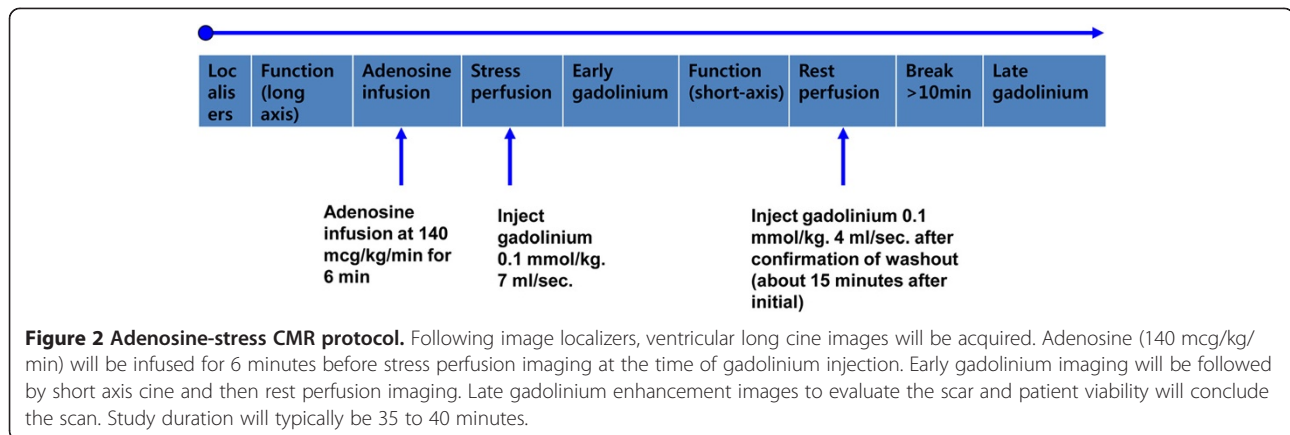 Loc
alis
ers
Function
(long
axis)
Adenosine
infusion
Stress
perfusion
Early
gadolinium
Function
(short-axis)
Rest
perfusion
Break
>10min
Late
gadolinium
Adenosine
infusion at 140
mcg/kg/min for
6 min
Inject
gadolinium
0.1 mmol/kg.
7 ml/sec.
Inject gadolinium 0.1
mmol/kg. 4 ml/sec. after
confirmation of washout
(about 15 minutes after
initial)
Figure 2 Adenosine-stress CMR protocol. Following image localizers, ventricular long cine images will be acquired. Adenosine (140 mcg/kg/
min) will be infused for 6 minutes before stress perfusion imaging at the time of gadolinium injection. Early gadolinium imaging will be followed
by short axis cine and then rest perfusion imaging. Late gadolinium enhancement images to evaluate the scar and patient viability will conclude
the scan. Study duration will typically be 35 to 40 minutes.